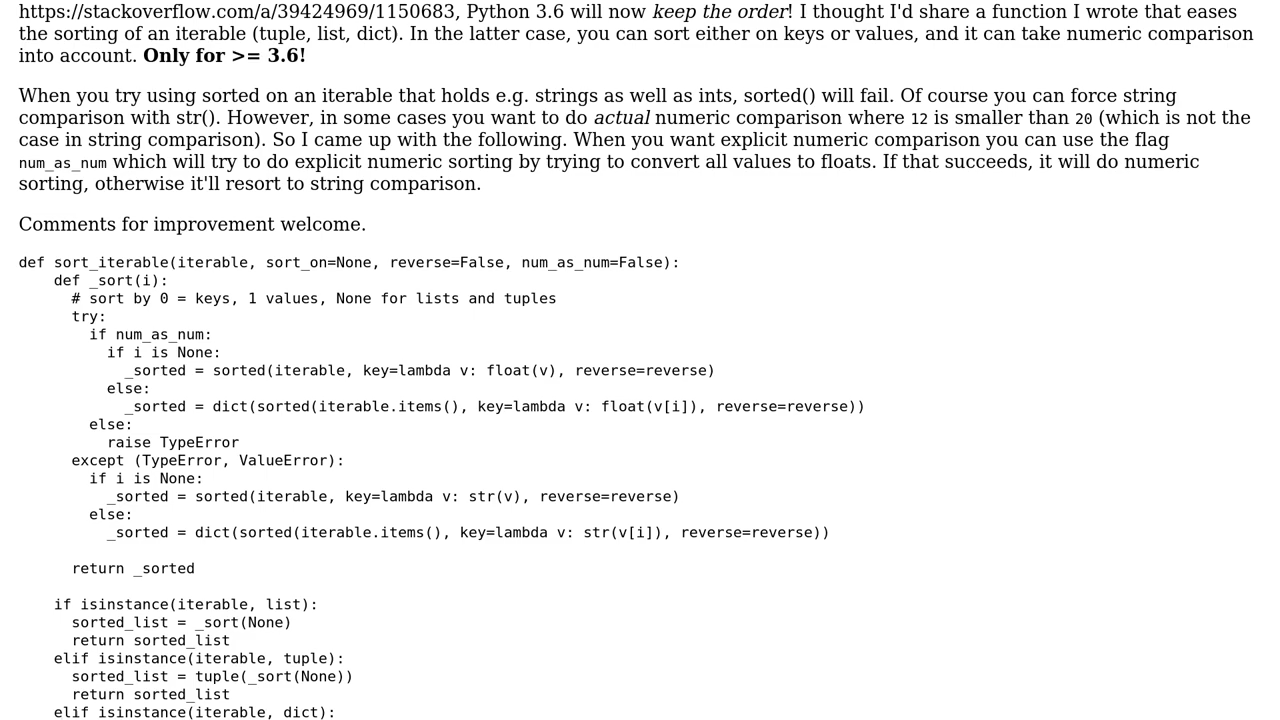 https://stackoverflow.com/a/39424969/1150683, Python 3.6 will now keep the order! I thought I'd share a function I wrote that eases
the sorting of an iterable (tuple, list, dict). In the latter case, you can sort either on keys or values, and it can take numeric comparison
into account. Only for >= 3.6!
When you try using sorted on an iterable that holds e.g. strings as well as ints, sorted() will fail. Of course you can force string
comparison with str(). However, in some cases you want to do actual numeric comparison where 12 is smaller than 20 (which is not the
case in string comparison). So I came up with the following. When you want explicit numeric comparison you can use the flag
num_as_num which will try to do explicit numeric sorting by trying to convert all values to floats. If that succeeds, it will do numeric
sorting, otherwise it'll resort to string comparison.
Comments for improvement welcome.
def sort_iterable(iterable, sort_on=None, reverse=False, num_as_num=False):
    def _sort(i):
      # sort by 0 = keys, 1 values, None for lists and tuples
      try:
        if num_as_num:
          if i is None:
            _sorted = sorted(iterable, key=lambda v: float(v), reverse=reverse)
          else:
            _sorted = dict(sorted(iterable.items(), key=lambda v: float(v[i]), reverse=reverse))
        else:
          raise TypeError
      except (TypeError, ValueError):
        if i is None:
          _sorted = sorted(iterable, key=lambda v: str(v), reverse=reverse)
        else:
          _sorted = dict(sorted(iterable.items(), key=lambda v: str(v[i]), reverse=reverse))
      return _sorted
    if isinstance(iterable, list):
      sorted_list = _sort(None)
      return sorted_list
    elif isinstance(iterable, tuple):
      sorted_list = tuple(_sort(None))
      return sorted_list
    elif isinstance(iterable, dict):